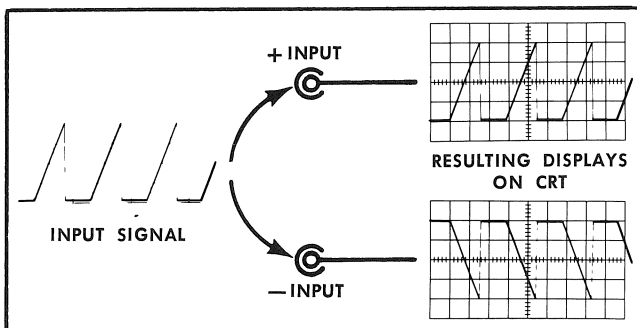 + INPUT
RESULTING DISPLAYS
ON CRT
INPUT SIGNAL
− INPUT